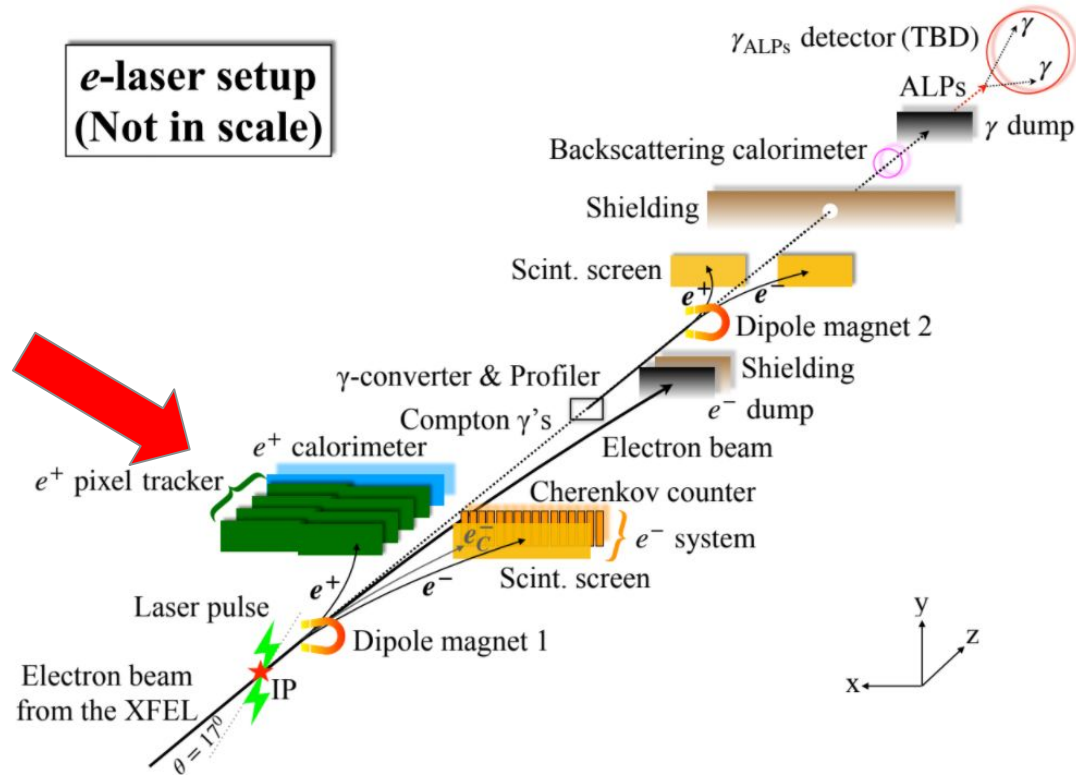 e-laser setup
(Not in scale)
γALPs detector (TBD)
γ
γ
ALPs
γ dump
Backscattering calorimeter
Shielding
Scint. screen
e⁺
e⁻
Dipole magnet 2
Shielding
γ-converter & Profiler
e⁻ dump
Compton γ's
Electron beam
e⁺ calorimeter
e⁺ pixel tracker
Cherenkov counter
e⁻ system
e⁻C
Scint. screen
e⁺
e⁻
Laser pulse
Dipole magnet 1
Electron beam
from the XFEL
IP
θ = 17⁰
y
z
x